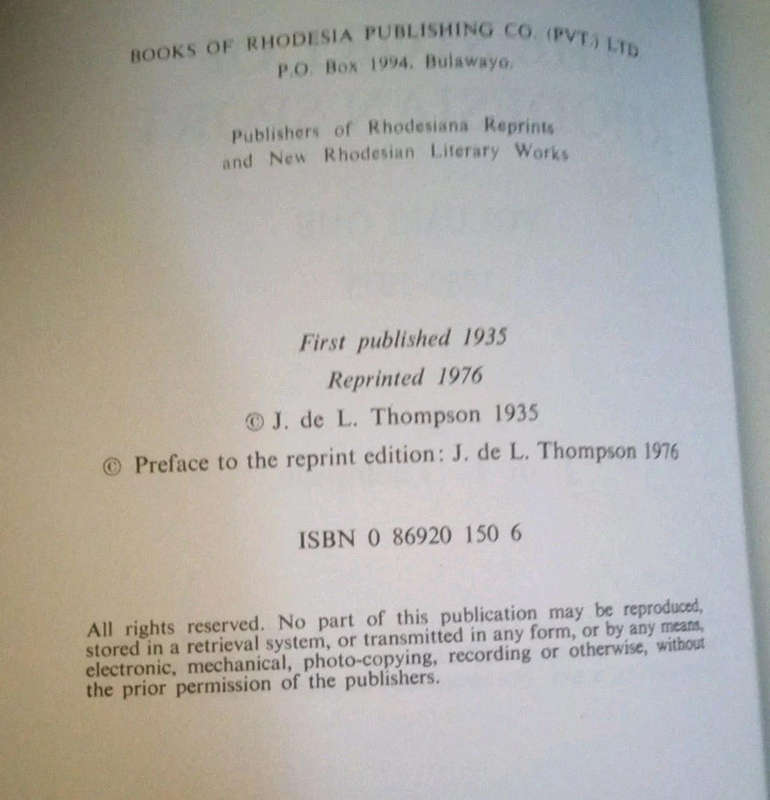 BOOKS OF RHODESIA PUBLISHING CO. (PVT.) LTD.
P.O. Box 1994, Bulawayo.
Publishers of Rhodesiana Reprints
and New Rhodesian Literary Works
First published 1935
Reprinted 1976
© J. de L. Thompson 1935
© Preface to the reprint edition: J. de L. Thompson 1976
ISBN 0 86920 150 6
All rights reserved. No part of this publication may be reproduced,
stored in a retrieval system, or transmitted in any form, or by any means,
electronic, mechanical, photo-copying, recording or otherwise, without
the prior permission of the publishers.